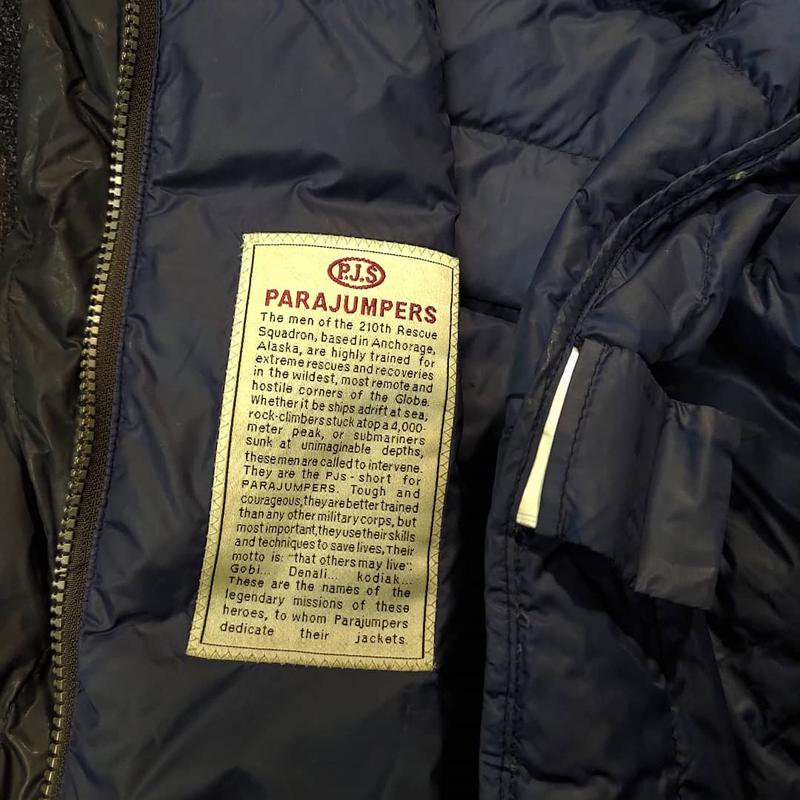 P.J.S
PARAJUMPERS
The men of the 210th Rescue
Squadron, based in Anchorage,
Alaska, are highly trained for
extreme rescues and recoveries
in the wildest, most remote and
hostile corners of the Globe.
Whether it be ships adrift at sea,
rock-climbers stuck atop a 4,000-
meter peak, or submariners
sunk at unimaginable depths,
these men are called to intervene.
They are the PJs - short for
PARAJUMPERS. Tough and
courageous, they are better trained
than any other military corps, but
most important, they use their skills
and techniques to save lives, Their
motto is: "that others may live":
Gobi... Denali... kodiak...
These are the names of the
legendary missions of these
heroes, to whom Parajumpers
dedicate their jackets.